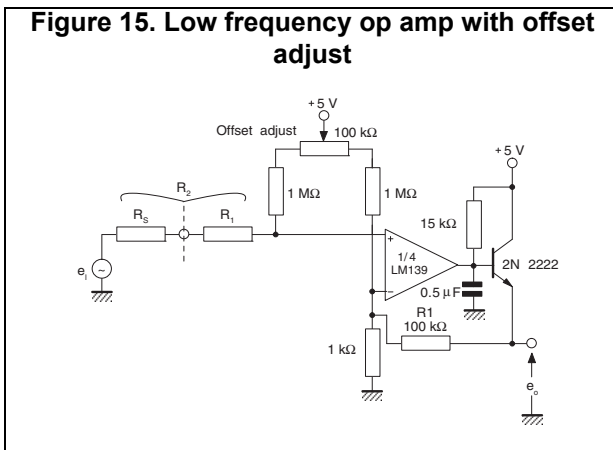 Figure 15. Low frequency op amp with offset
adjust
+5 V
Offset adjust
100 kΩ
+5 V
R2
1 MΩ
1 MΩ
15 kΩ
RS
R1
+
1/4
LM139
2N 2222
eI
0.5 µF
−
R1
100 kΩ
1 kΩ
eo